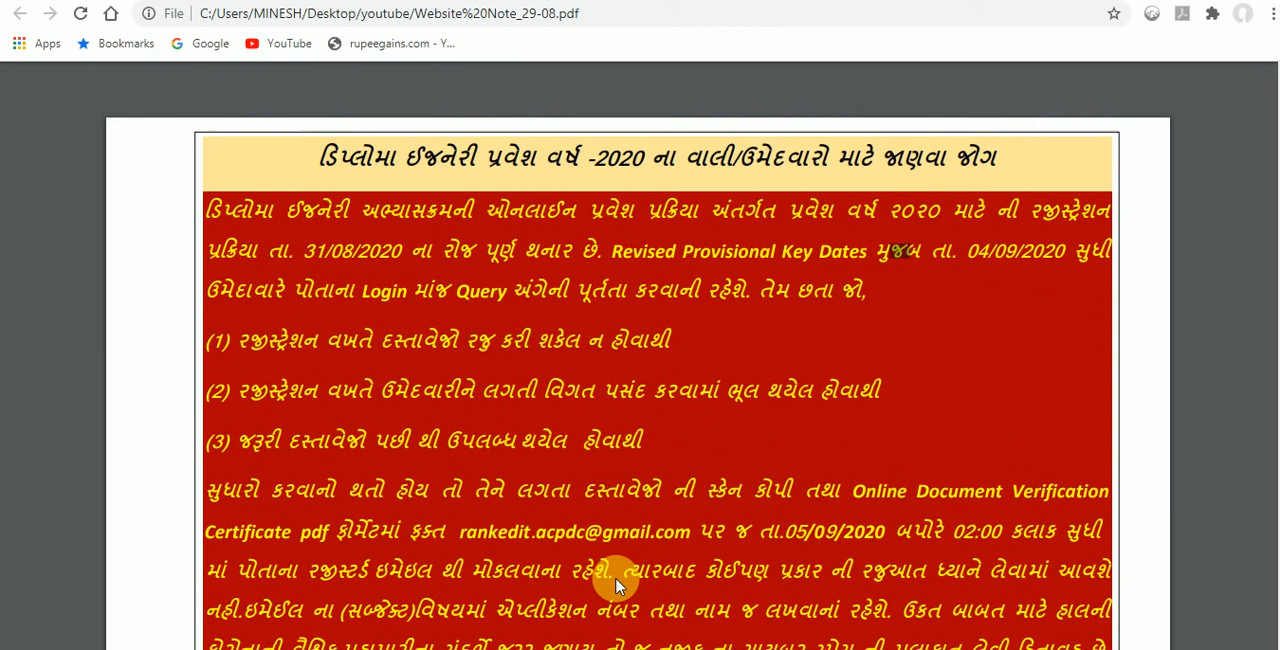 File | C:/Users/MINESH/Desktop/youtube/Website%20Note_29-08.pdf
Apps Bookmarks Google YouTube rupeegains.com - Y...
ડિપ્લોમા ઈજનેરી પ્રવેશ વર્ષ -2020 ના વાલી/ઉમેદવારો માટે જાણવા જોગ
ડિપ્લોમા ઈજનેરી અભ્યાસક્રમની ઓનલાઈન પ્રવેશ પ્રક્રિયા અંતર્ગત પ્રવેશ વર્ષ ૨૦૨૦ માટે ની રજીસ્ટ્રેશન
પ્રક્રિયા તા. 31/08/2020 ના રોજ પૂર્ણ થનાર છે. Revised Provisional Key Dates મુજબ તા. 04/09/2020 સુધી
ઉમેદાવારે પોતાના Login માંજ Query અંગેની પૂર્તતા કરવાની રહેશે. તેમ છતા જો,
(1) રજીસ્ટ્રેશન વખતે દસ્તાવેજો રજુ કરી શકેલ ન હોવાથી
(2) રજીસ્ટ્રેશન વખતે ઉમેદવારીને લગતી વિગત પસંદ કરવામાં ભૂલ થયેલ હોવાથી
(3) જરૂરી દસ્તાવેજો પછી થી ઉપલબ્ધ થયેલ હોવાથી
સુધારો કરવાનો થતો હોય તો તેને લગતા દસ્તાવેજો ની સ્કેન કોપી તથા Online Document Verification
Certificate pdf ફોર્મેટમાં ફક્ત rankedit.acpdc@gmail.com પર જ તા.05/09/2020 બપોરે 02:00 કલાક સુધી
માં પોતાના રજીસ્ટર્ડ ઇમેઇલ થી મોકલવાના રહેશે. ત્યારબાદ કોઈપણ પ્રકાર ની રજુઆત ધ્યાને લેવામાં આવશે
નહી.ઇમેઈલ ના (સબ્જેક્ટ)વિષયમાં એપ્લીકેશન નંબર તથા નામ જ લખવાનાં રહેશે. ઉકત બાબત માટે હાલની